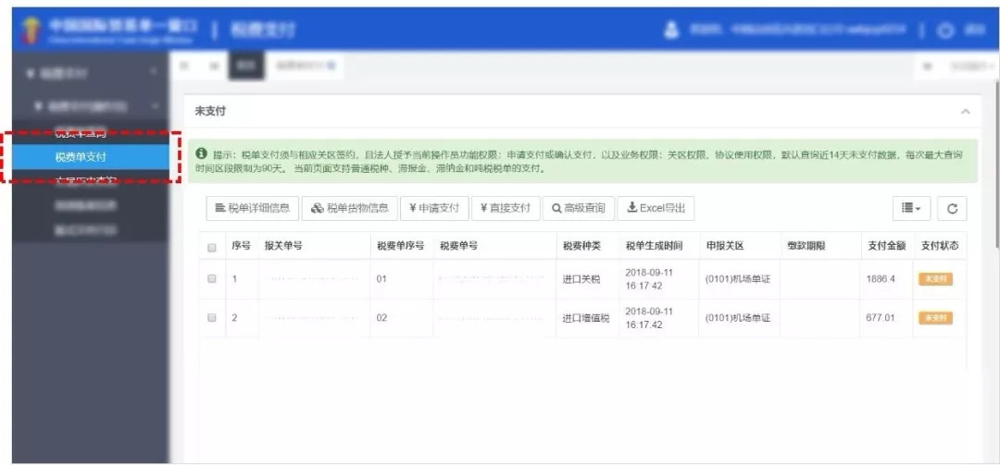 中国国际贸易单一窗口
税费支付
税费支付
税费单查询
税费单支付
未支付
提示:税单支付须与相应关区签约,且法人授予当前操作员功能权限:申请支付或确认支付,以及业务权限:关区权限、协议使用权限,默认查询近14天未支付数据,每次最大查询
时间区段限制为90天。 当前页面支持普通税种、滞报金、滞纳金和吨税税单的支付。
税单详细信息 税单货物信息 ¥申请支付 ¥直接支付 高级查询 Excel导出
序号 报关单号 税费单序号 税费单号 税费种类 税单生成时间 申报关区 缴款期限 支付金额 支付状态
1 01 进口关税 2018-09-11 16:17:42 (0101)机场单证 1886.4 未支付
2 02 进口增值税 2018-09-11 16:17:42 (0101)机场单证 677.01 未支付